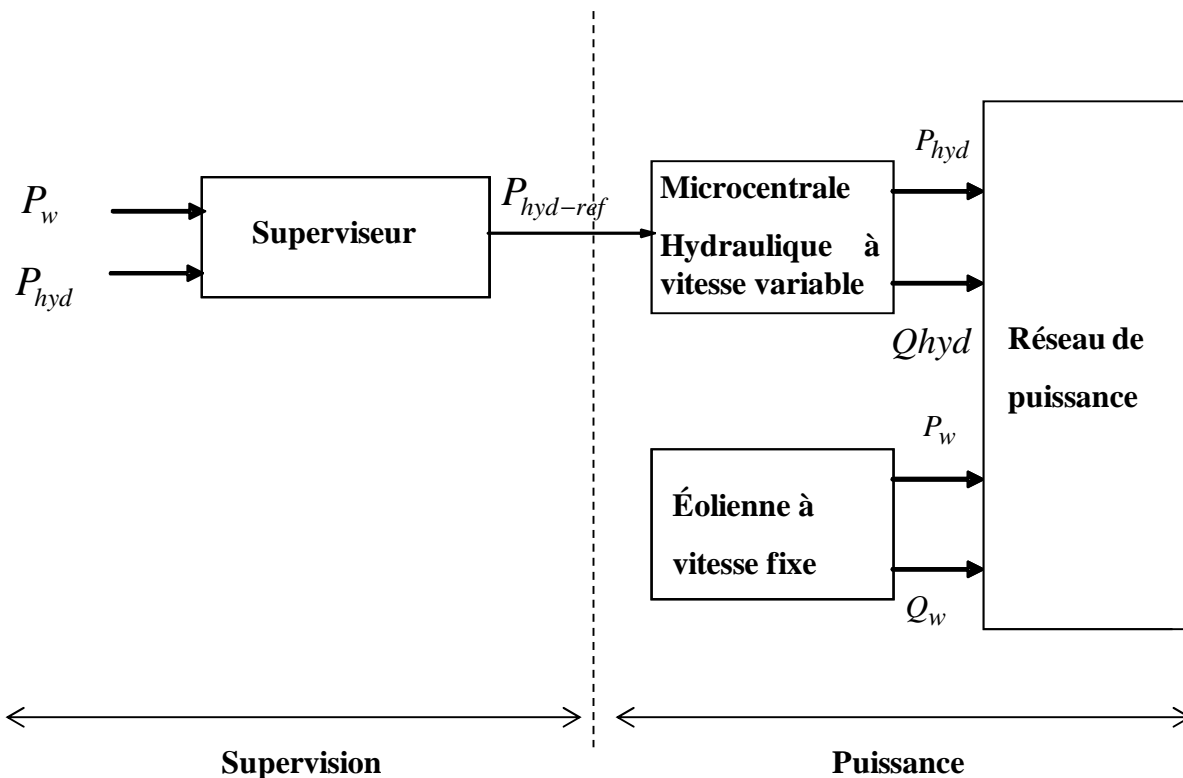 P_w
P_hyd
Superviseur
P_hyd-ref
Microcentrale
Hydraulique à
vitesse variable
P_hyd
Qhyd
Éolienne à
vitesse fixe
P_w
Q_w
Réseau de
puissance
Supervision
Puissance